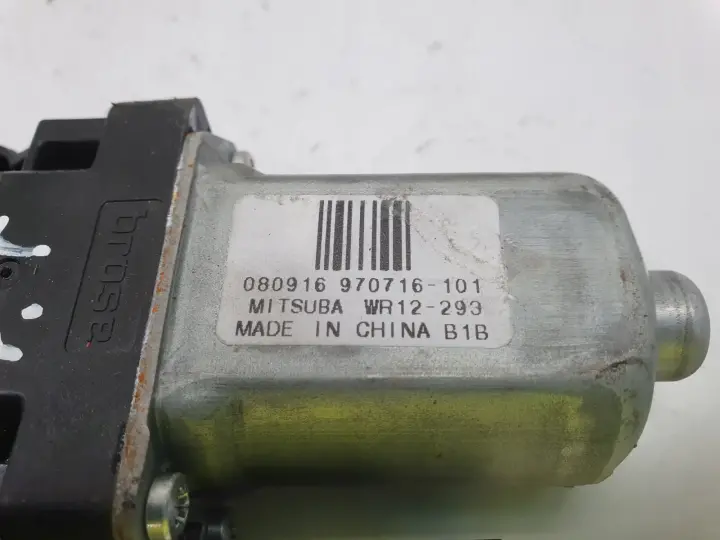 brose
080916 970716-101
MITSUBA WR12-293
MADE IN CHINA B1B